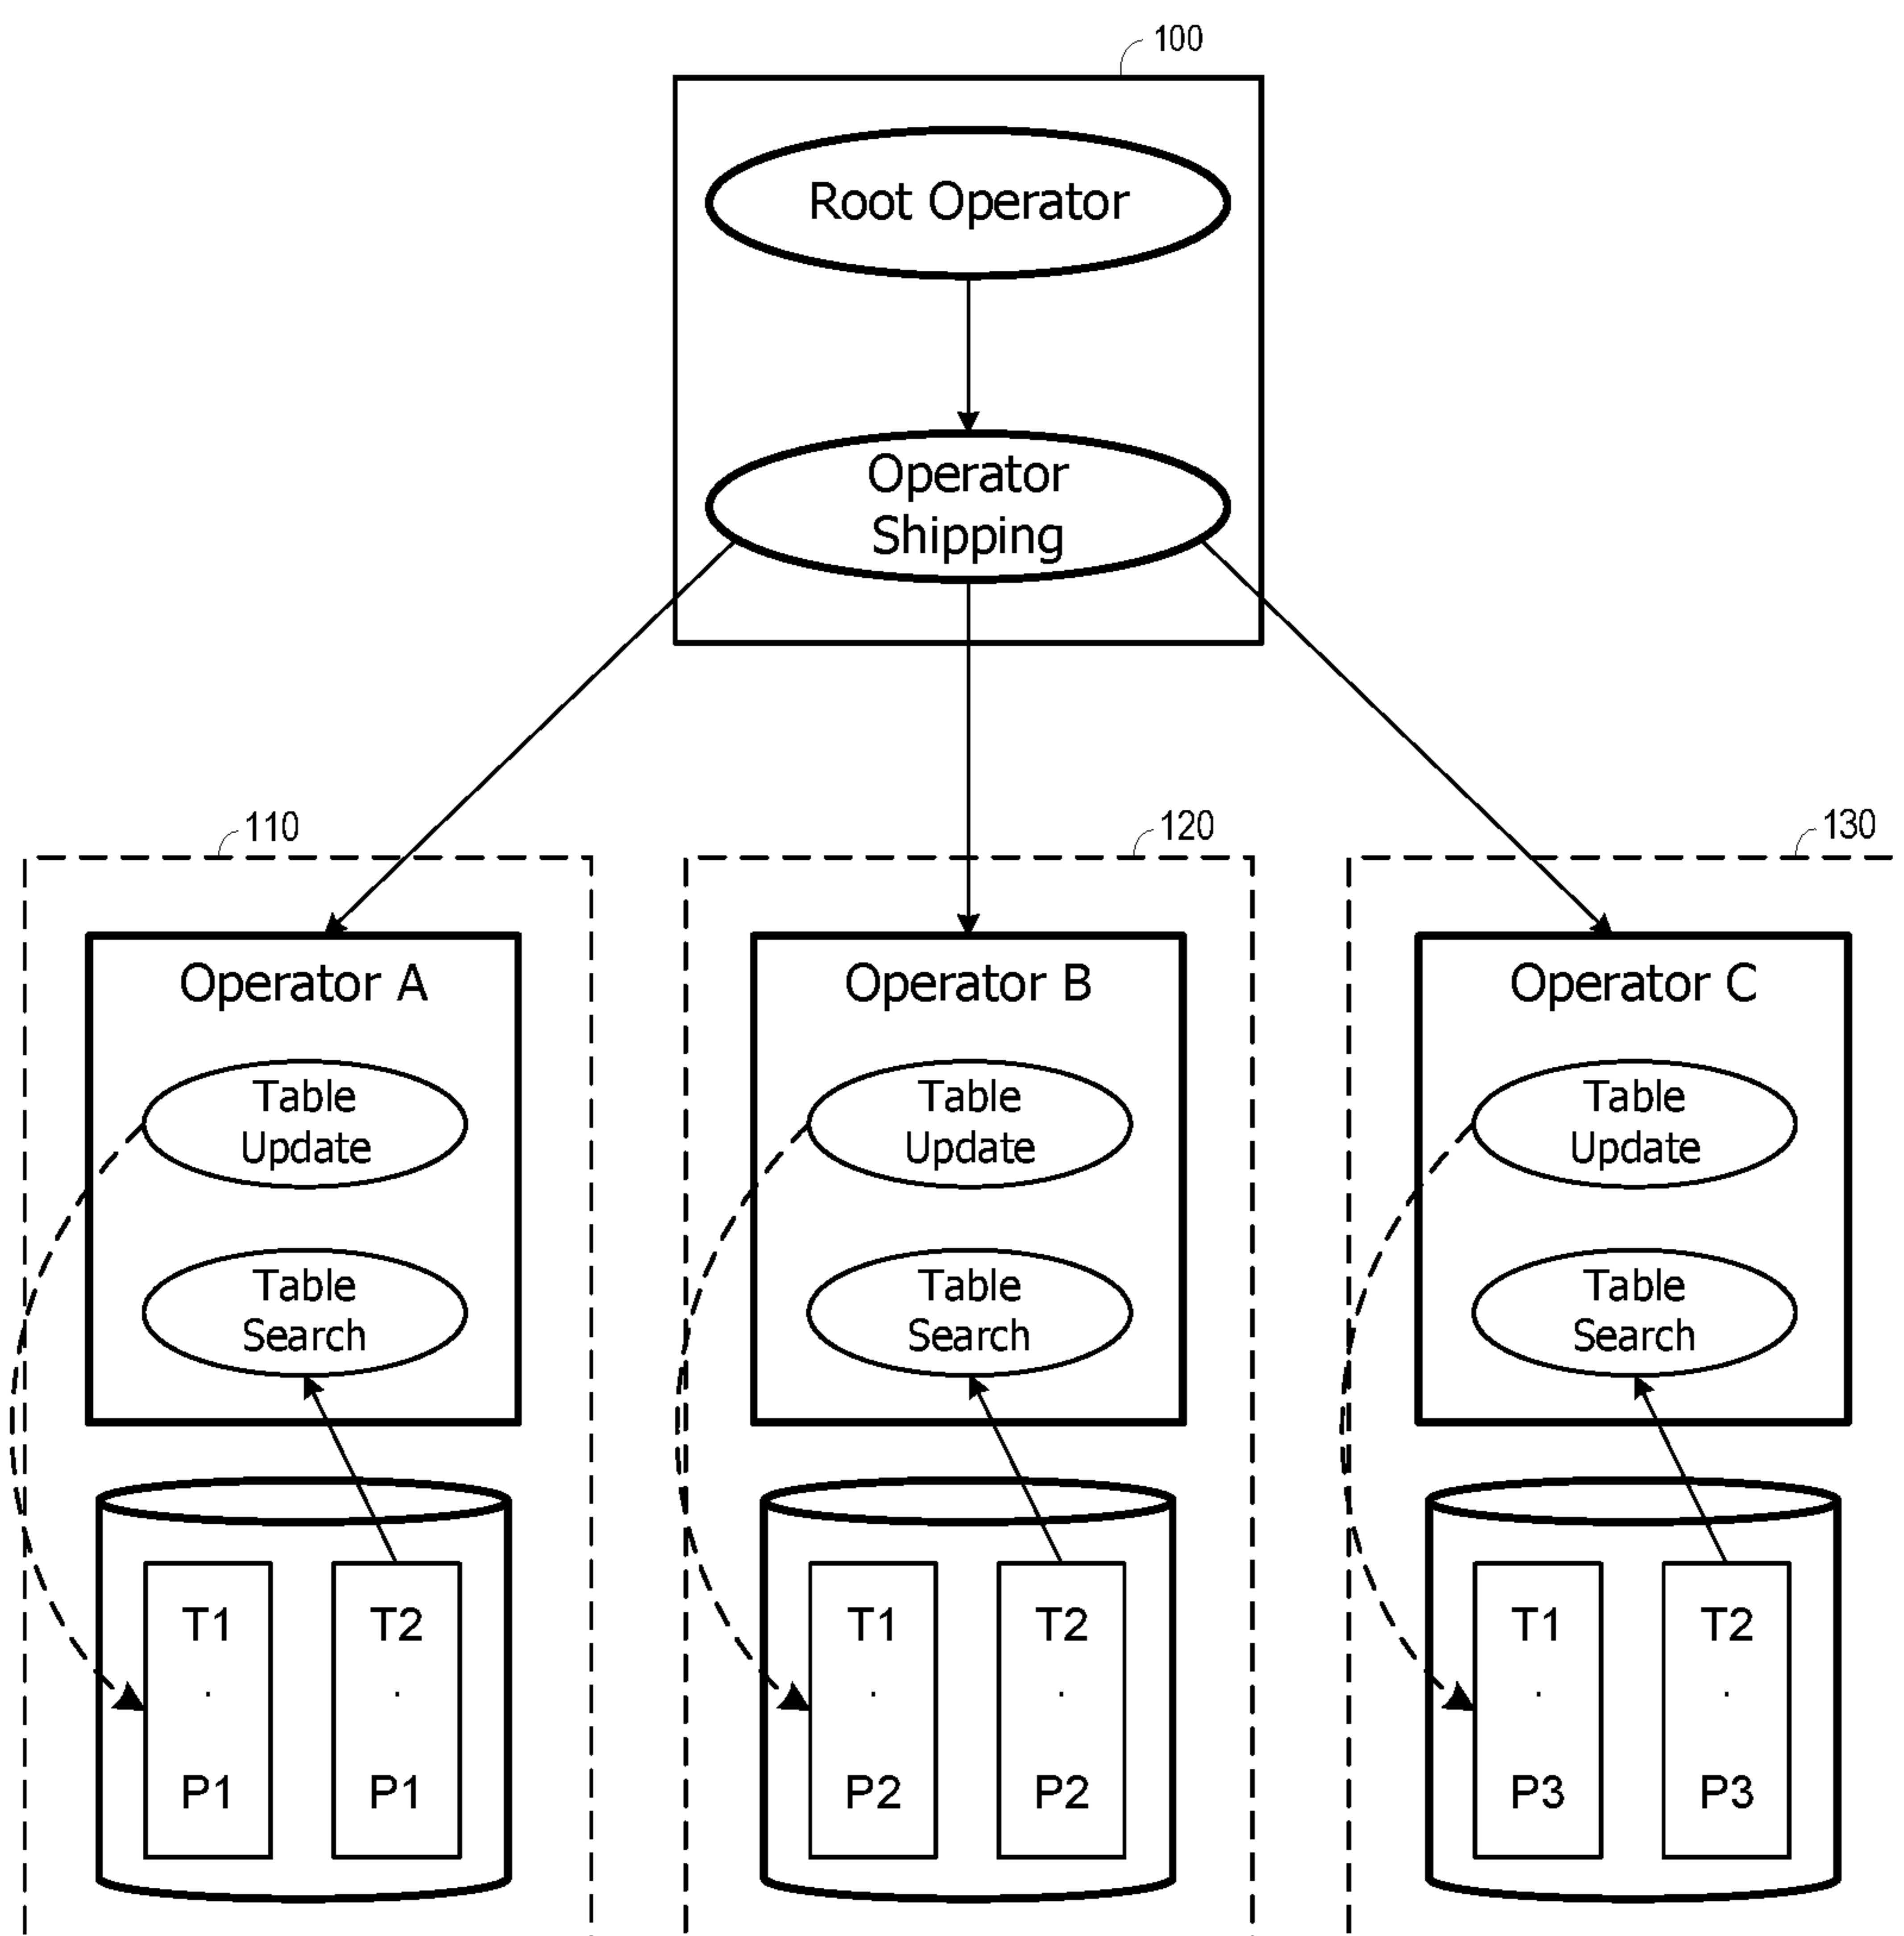 100
Root Operator
Operator
Shipping
110
120
130
Operator A
Table
Update
Table
Search
T1
.
P1
T2
.
P1
Operator B
Table
Update
Table
Search
T1
.
P2
T2
.
P2
Operator C
Table
Update
Table
Search
T1
.
P3
T2
.
P3